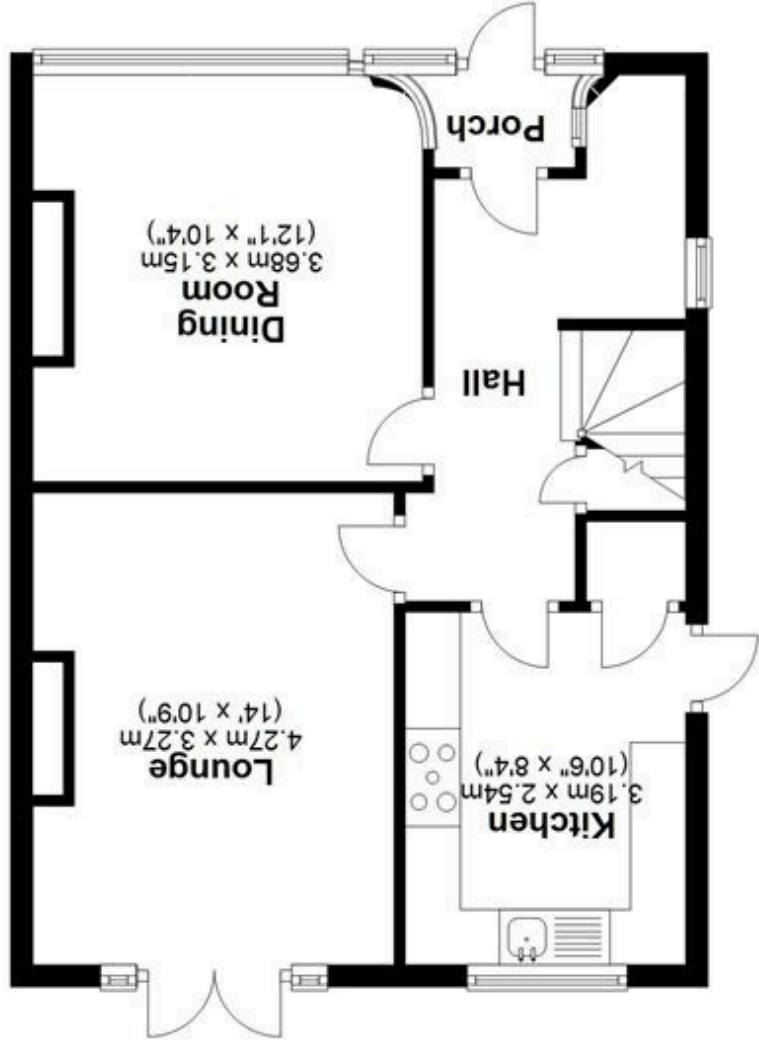 Kitchen
3.19m x 2.54m
(10'6" x 8'4")
Lounge
4.27m x 3.27m
(14' x 10'9")
Hall
Dining
Room
3.68m x 3.15m
(12'1" x 10'4")
Porch